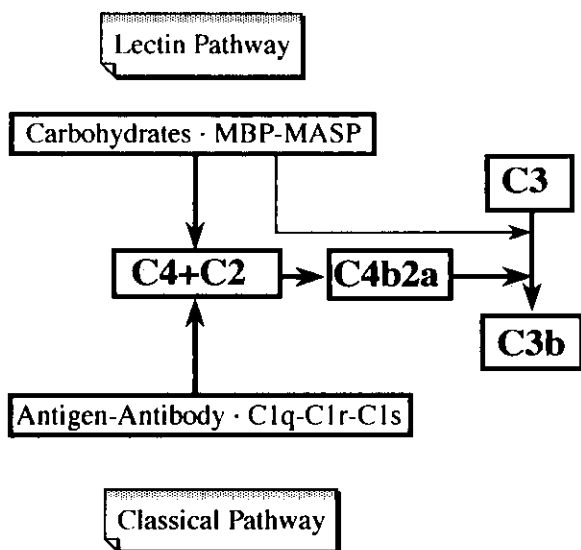 Lectin Pathway
Carbohydrates · MBP-MASP
C3
C4+C2
C4b2a
C3b
Antigen-Antibody · C1q-C1r-C1s
Classical Pathway